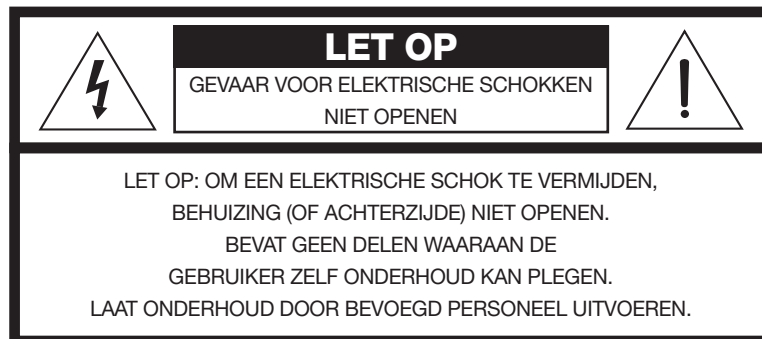 LET OP
GEVAAR VOOR ELEKTRISCHE SCHOKKEN
NIET OPENEN
LET OP: OM EEN ELEKTRISCHE SCHOK TE VERMIJDEN,
BEHUIZING (OF ACHTERZIJDE) NIET OPENEN.
BEVAT GEEN DELEN WAARAAN DE
GEBRUIKER ZELF ONDERHOUD KAN PLEGEN.
LAAT ONDERHOUD DOOR BEVOEGD PERSONEEL UITVOEREN.